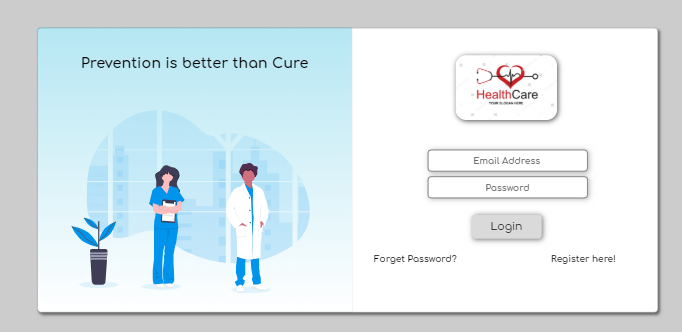 Prevention is better than Cure
HealthCare
YOUR SLOGAN HERE
Email Address
Password
Login
Forget Password?
Register here!